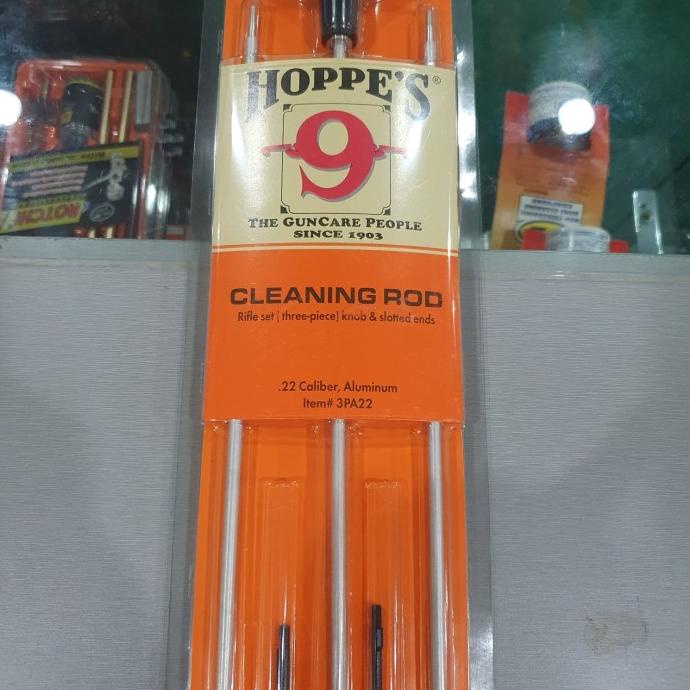 HOPPE'S®
9
THE GUNCARE PEOPLE
SINCE 1903
CLEANING ROD
Rifle set (three-piece) knob & slotted ends
.22 Caliber, Aluminum
Item# 3PA22